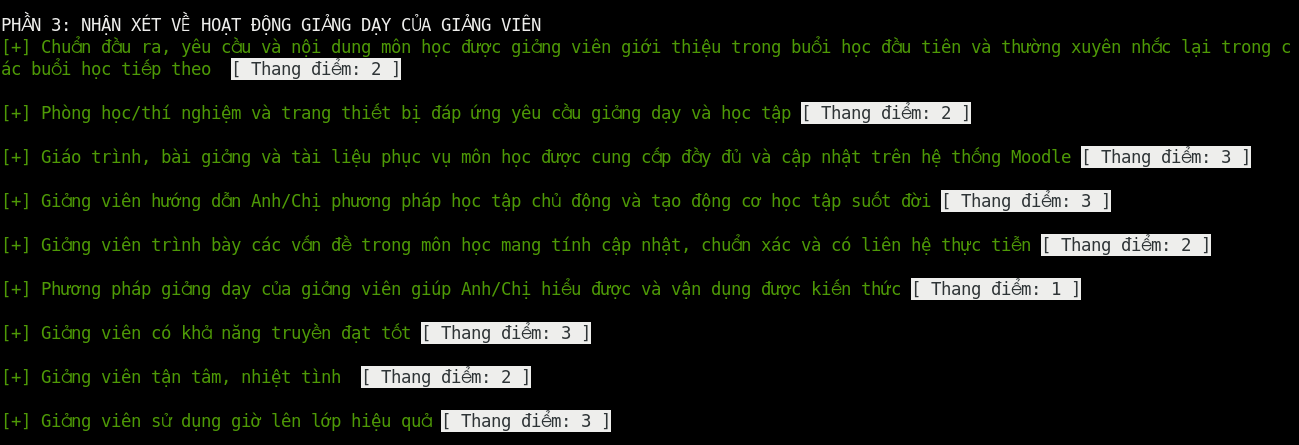 PHẦN 3: NHẬN XÉT VỀ HOẠT ĐỘNG GIẢNG DẠY CỦA GIẢNG VIÊN
[+] Chuẩn đầu ra, yêu cầu và nội dung môn học được giảng viên giới thiệu trong buổi học đầu tiên và thường xuyên nhắc lại trong c
ác buổi học tiếp theo  [ Thang điểm: 2 ]
[+] Phòng học/thí nghiệm và trang thiết bị đáp ứng yêu cầu giảng dạy và học tập [ Thang điểm: 2 ]
[+] Giáo trình, bài giảng và tài liệu phục vụ môn học được cung cấp đầy đủ và cập nhật trên hệ thống Moodle [ Thang điểm: 3 ]
[+] Giảng viên hướng dẫn Anh/Chị phương pháp học tập chủ động và tạo động cơ học tập suốt đời [ Thang điểm: 3 ]
[+] Giảng viên trình bày các vấn đề trong môn học mang tính cập nhật, chuẩn xác và có liên hệ thực tiễn [ Thang điểm: 2 ]
[+] Phương pháp giảng dạy của giảng viên giúp Anh/Chị hiểu được và vận dụng được kiến thức [ Thang điểm: 1 ]
[+] Giảng viên có khả năng truyền đạt tốt [ Thang điểm: 3 ]
[+] Giảng viên tận tâm, nhiệt tình  [ Thang điểm: 2 ]
[+] Giảng viên sử dụng giờ lên lớp hiệu quả [ Thang điểm: 3 ]